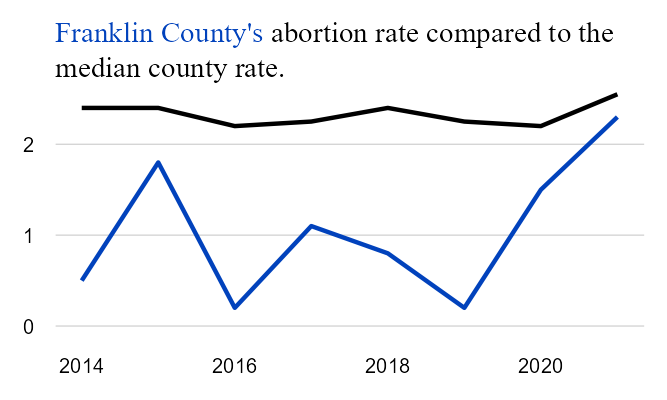 Franklin County's abortion rate compared to the
median county rate.
2
1
0
2014 2016 2018 2020